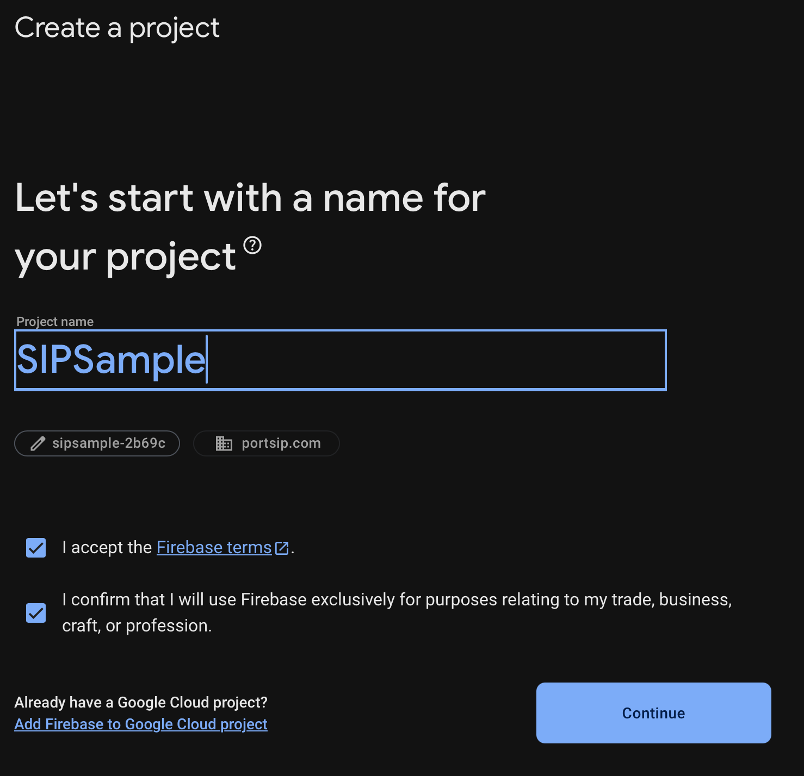 Create a project
Let's start with a name for
your project
Project name
SIPSample
sipsample-2b69c
portsip.com
I accept the Firebase terms.
I confirm that I will use Firebase exclusively for purposes relating to my trade, business,
craft, or profession.
Already have a Google Cloud project?
Add Firebase to Google Cloud project
Continue